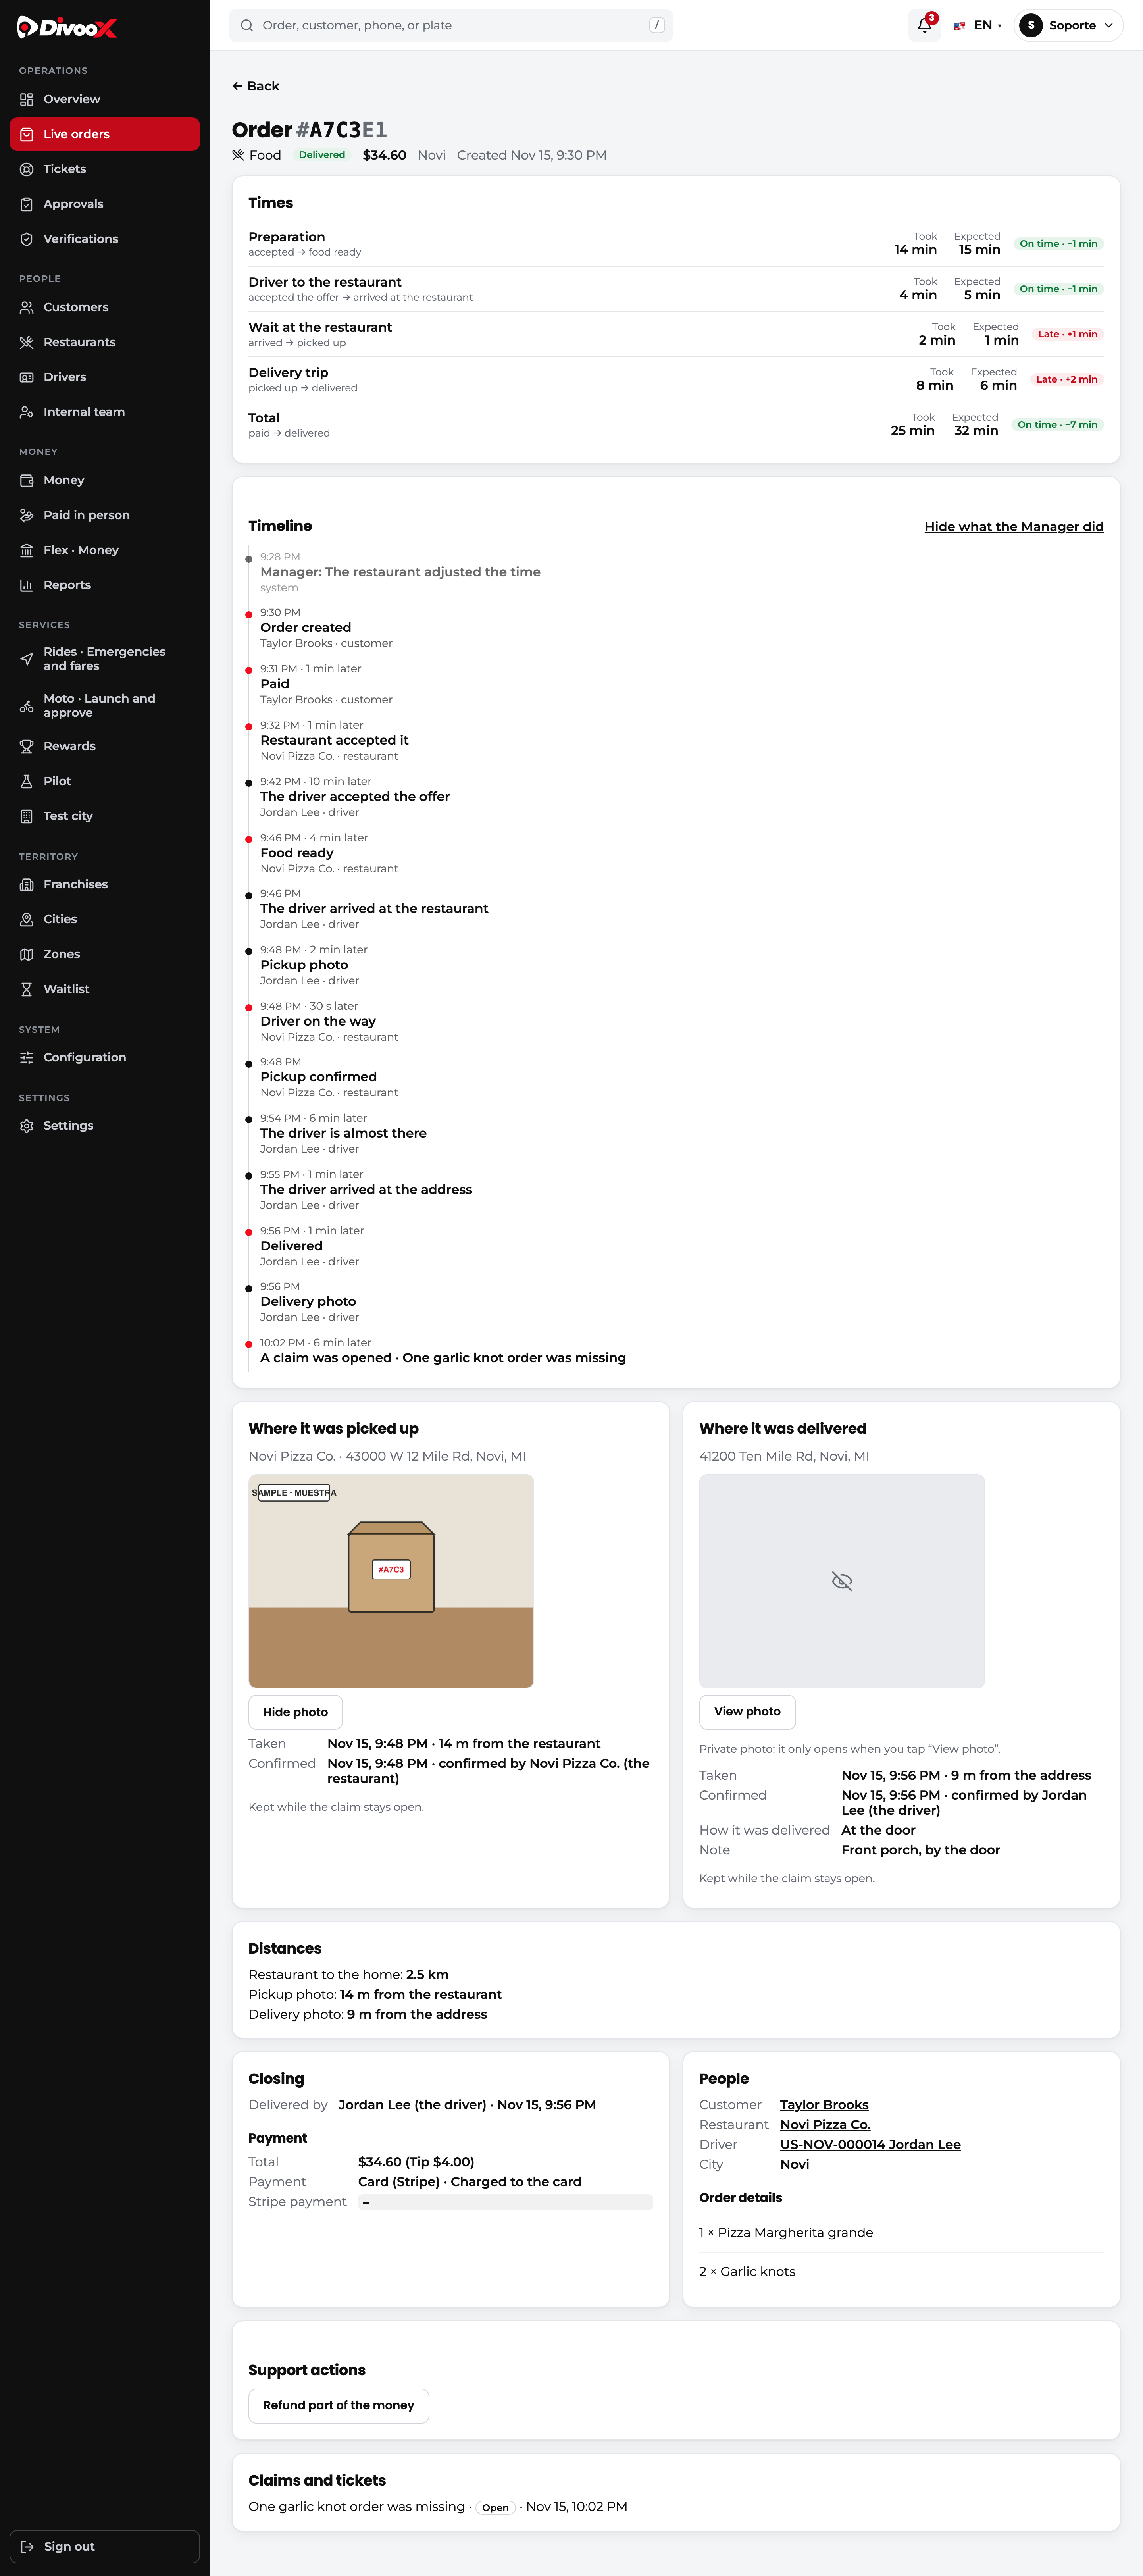 DivooX
Order, customer, phone, or plate
/
3
EN
S
Soporte
OPERATIONS
Overview
Live orders
Tickets
Approvals
Verifications
PEOPLE
Customers
Restaurants
Drivers
Internal team
MONEY
Money
Paid in person
Flex · Money
Reports
SERVICES
Rides · Emergencies
and fares
Moto · Launch and
approve
Rewards
Pilot
Test city
TERRITORY
Franchises
Cities
Zones
Waitlist
SYSTEM
Configuration
SETTINGS
Settings
Sign out
← Back
Order #A7C3E1
Food Delivered $34.60 Novi Created Nov 15, 9:30 PM
Times
Preparation
accepted → food ready
Took Expected
14 min 15 min On time · −1 min
Driver to the restaurant
accepted the offer → arrived at the restaurant
Took Expected
4 min 5 min On time · −1 min
Wait at the restaurant
arrived → picked up
Took Expected
2 min 1 min Late · +1 min
Delivery trip
picked up → delivered
Took Expected
8 min 6 min Late · +2 min
Total
paid → delivered
Took Expected
25 min 32 min On time · −7 min
Timeline
Hide what the Manager did
9:28 PM
Manager: The restaurant adjusted the time
system
9:30 PM
Order created
Taylor Brooks · customer
9:31 PM · 1 min later
Paid
Taylor Brooks · customer
9:32 PM · 1 min later
Restaurant accepted it
Novi Pizza Co. · restaurant
9:42 PM · 10 min later
The driver accepted the offer
Jordan Lee · driver
9:46 PM · 4 min later
Food ready
Novi Pizza Co. · restaurant
9:46 PM
The driver arrived at the restaurant
Jordan Lee · driver
9:48 PM · 2 min later
Pickup photo
Jordan Lee · driver
9:48 PM · 30 s later
Driver on the way
Novi Pizza Co. · restaurant
9:48 PM
Pickup confirmed
Novi Pizza Co. · restaurant
9:54 PM · 6 min later
The driver is almost there
Jordan Lee · driver
9:55 PM · 1 min later
The driver arrived at the address
Jordan Lee · driver
9:56 PM · 1 min later
Delivered
Jordan Lee · driver
9:56 PM
Delivery photo
Jordan Lee · driver
10:02 PM · 6 min later
A claim was opened · One garlic knot order was missing
Where it was picked up
Novi Pizza Co. · 43000 W 12 Mile Rd, Novi, MI
SAMPLE · MUESTRA
#A7C3
Hide photo
Taken Nov 15, 9:48 PM · 14 m from the restaurant
Confirmed Nov 15, 9:48 PM · confirmed by Novi Pizza Co. (the
restaurant)
Kept while the claim stays open.
Where it was delivered
41200 Ten Mile Rd, Novi, MI
View photo
Private photo: it only opens when you tap “View photo”.
Taken Nov 15, 9:56 PM · 9 m from the address
Confirmed Nov 15, 9:56 PM · confirmed by Jordan
Lee (the driver)
How it was delivered At the door
Note Front porch, by the door
Kept while the claim stays open.
Distances
Restaurant to the home: 2.5 km
Pickup photo: 14 m from the restaurant
Delivery photo: 9 m from the address
Closing
Delivered by Jordan Lee (the driver) · Nov 15, 9:56 PM
Payment
Total $34.60 (Tip $4.00)
Payment Card (Stripe) · Charged to the card
Stripe payment –
People
Customer Taylor Brooks
Restaurant Novi Pizza Co.
Driver US-NOV-000014 Jordan Lee
City Novi
Order details
1 × Pizza Margherita grande
2 × Garlic knots
Support actions
Refund part of the money
Claims and tickets
One garlic knot order was missing · Open · Nov 15, 10:02 PM